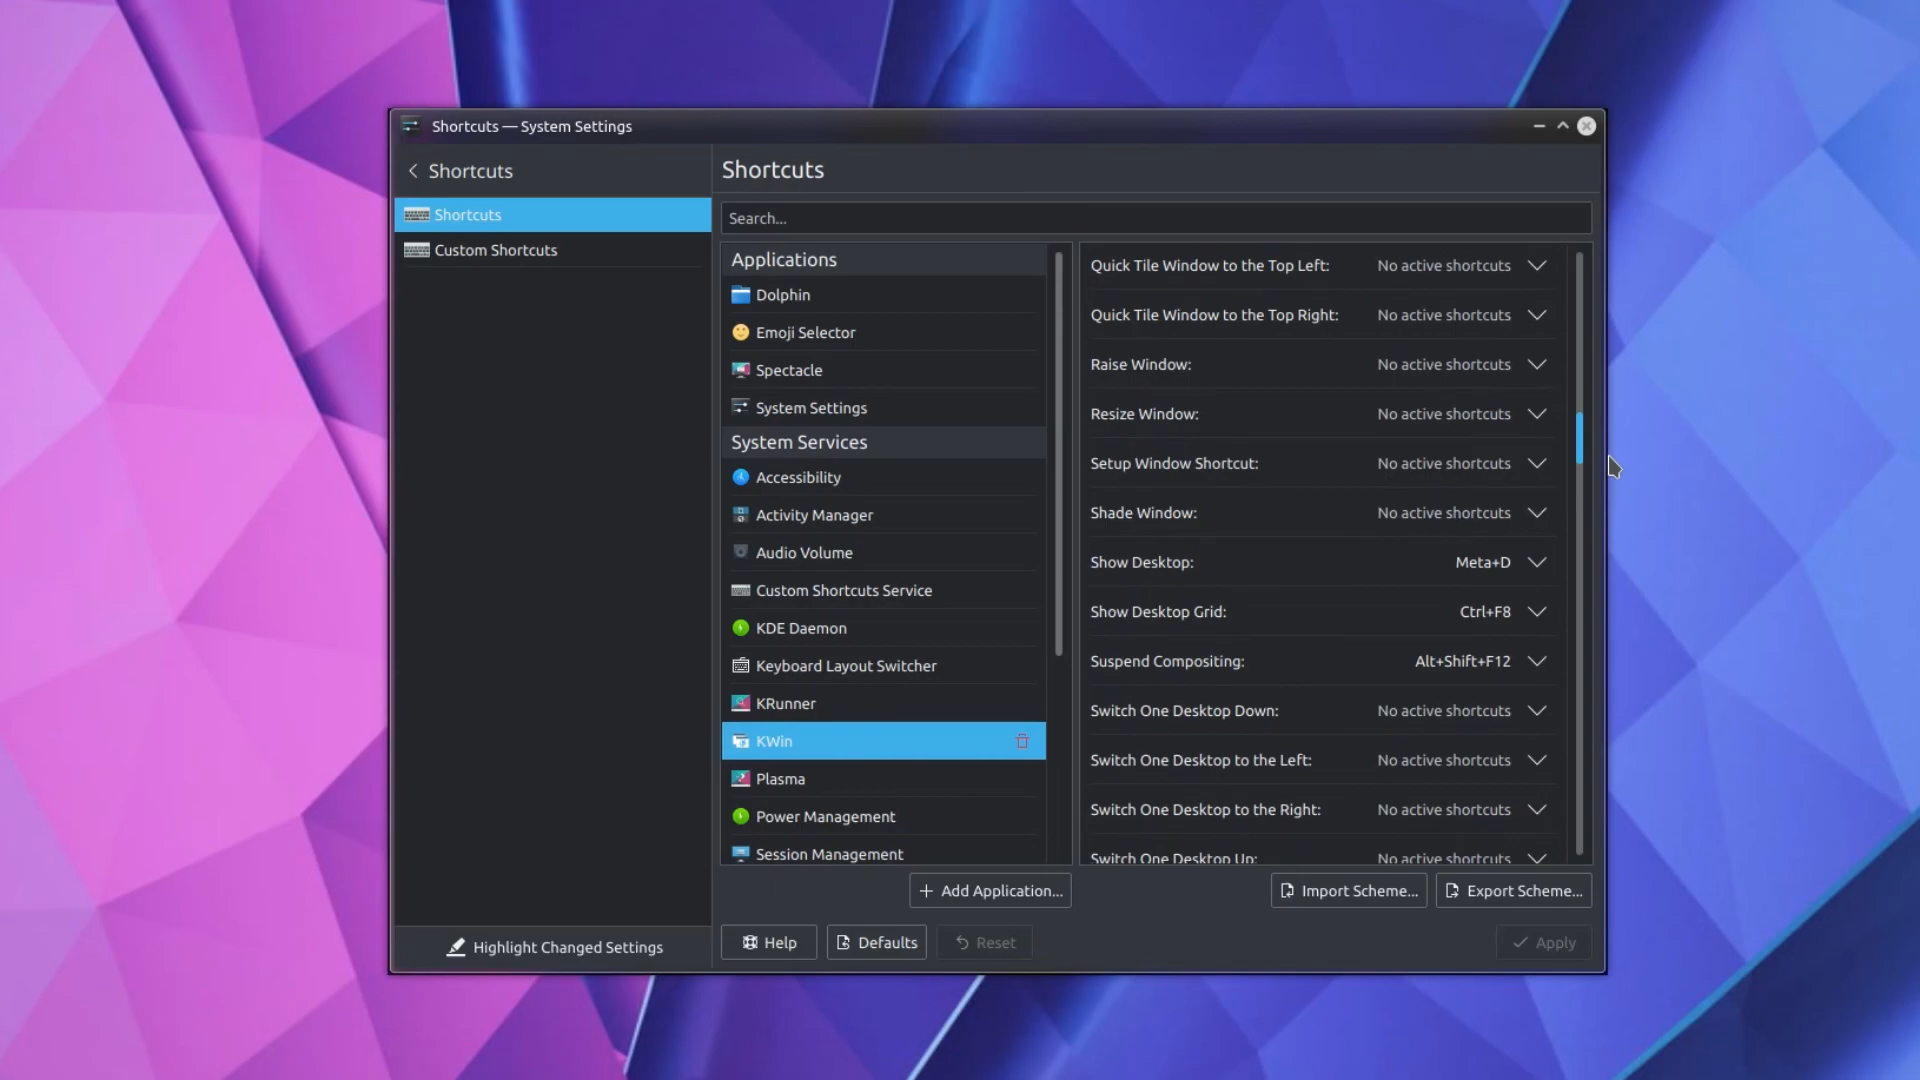 Shortcuts — System Settings
Shortcuts
Shortcuts
Custom Shortcuts
Highlight Changed Settings
Shortcuts
Search...
Applications
Dolphin
Emoji Selector
Spectacle
System Settings
System Services
Accessibility
Activity Manager
Audio Volume
Custom Shortcuts Service
KDE Daemon
Keyboard Layout Switcher
KRunner
KWin
Plasma
Power Management
Session Management
Quick Tile Window to the Top Left: No active shortcuts
Quick Tile Window to the Top Right: No active shortcuts
Raise Window: No active shortcuts
Resize Window: No active shortcuts
Setup Window Shortcut: No active shortcuts
Shade Window: No active shortcuts
Show Desktop: Meta+D
Show Desktop Grid: Ctrl+F8
Suspend Compositing: Alt+Shift+F12
Switch One Desktop Down: No active shortcuts
Switch One Desktop to the Left: No active shortcuts
Switch One Desktop to the Right: No active shortcuts
Switch One Desktop Up: No active shortcuts
Add Application... Import Scheme... Export Scheme...
Help Defaults Reset Apply